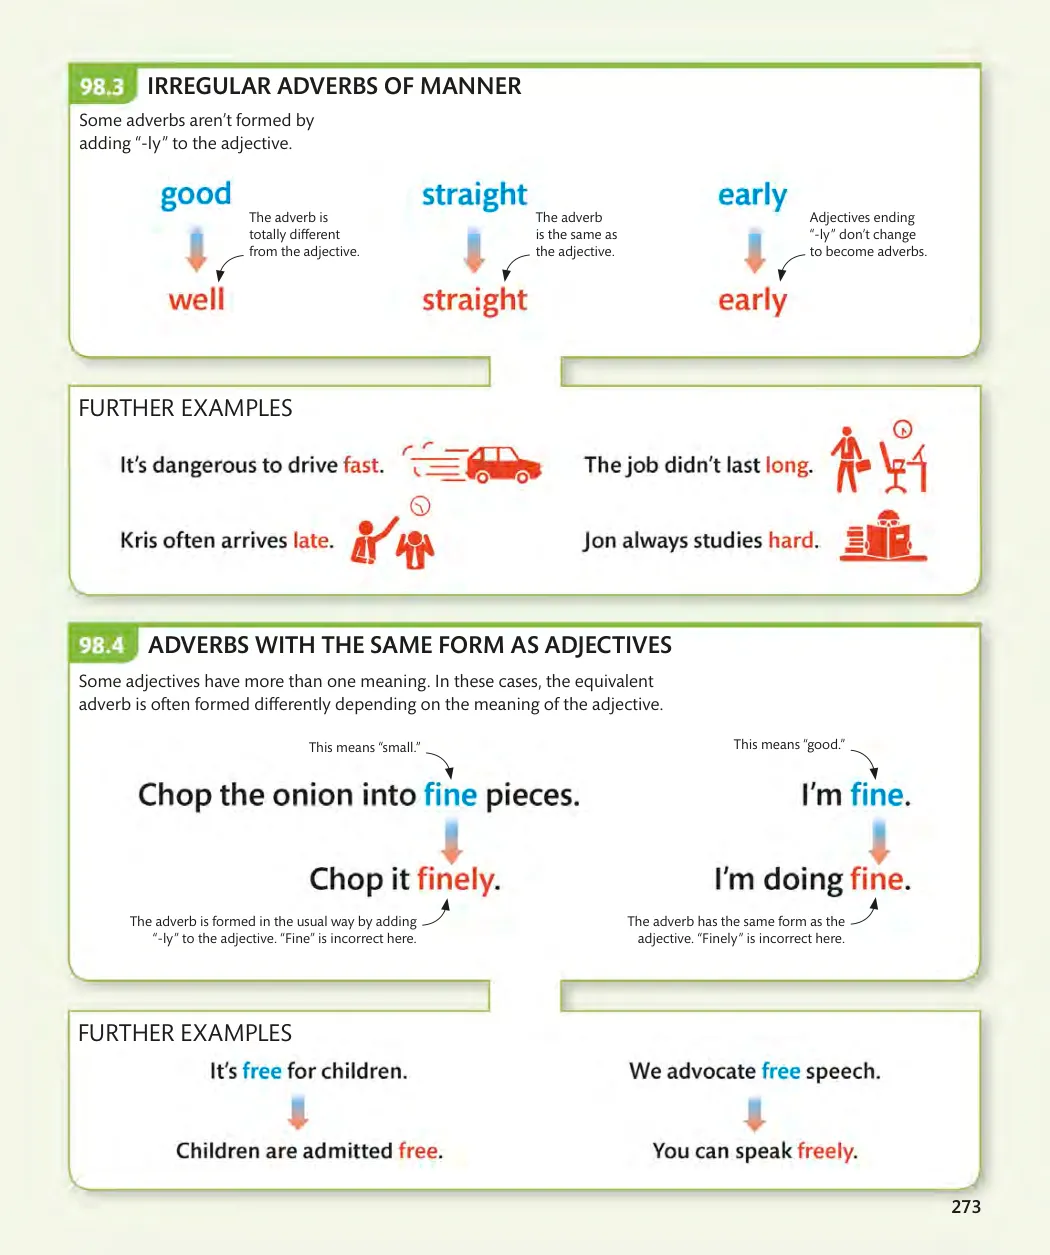 98.3 IRREGULAR ADVERBS OF MANNER
Some adverbs aren’t formed by
adding “-ly” to the adjective.
good
The adverb is
totally different
from the adjective.
well
straight
The adverb
is the same as
the adjective.
straight
early
Adjectives ending
“-ly” don’t change
to become adverbs.
early
FURTHER EXAMPLES
It’s dangerous to drive fast.
The job didn’t last long.
Kris often arrives late.
Jon always studies hard.
98.4 ADVERBS WITH THE SAME FORM AS ADJECTIVES
Some adjectives have more than one meaning. In these cases, the equivalent
adverb is often formed differently depending on the meaning of the adjective.
This means “small.”
Chop the onion into fine pieces.
Chop it finely.
The adverb is formed in the usual way by adding
“-ly” to the adjective. “Fine” is incorrect here.
This means “good.”
I’m fine.
I’m doing fine.
The adverb has the same form as the
adjective. “Finely” is incorrect here.
FURTHER EXAMPLES
It’s free for children.
Children are admitted free.
We advocate free speech.
You can speak freely.
273